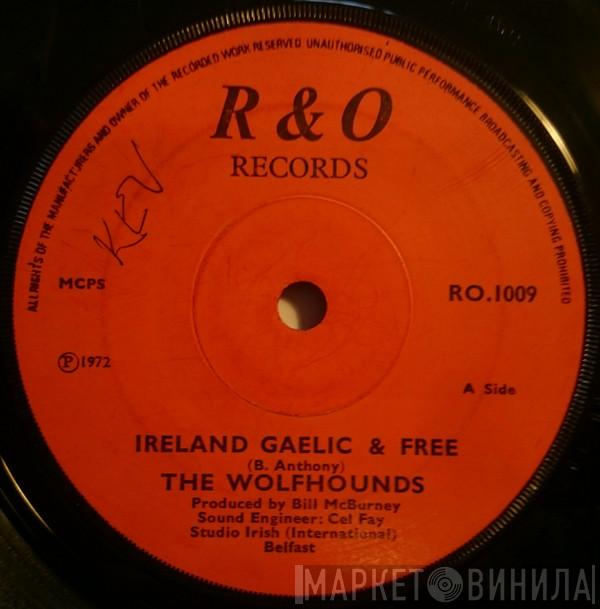 ALL RIGHTS OF THE MANUFACTURERS AND OWNER OF THE RECORDED WORK RESERVED. UNAUTHORISED PUBLIC PERFORMANCE BROADCASTING AND COPYING PROHIBITED
R & O
RECORDS
KEV
MCPS
RO.1009
Ⓟ 1972
A Side
IRELAND GAELIC & FREE
(B. Anthony)
THE WOLFHOUNDS
Produced by Bill McBurney
Sound Engineer: Cel Fay
Studio Irish (International)
Belfast
МАРКЕТ ВИНИЛА